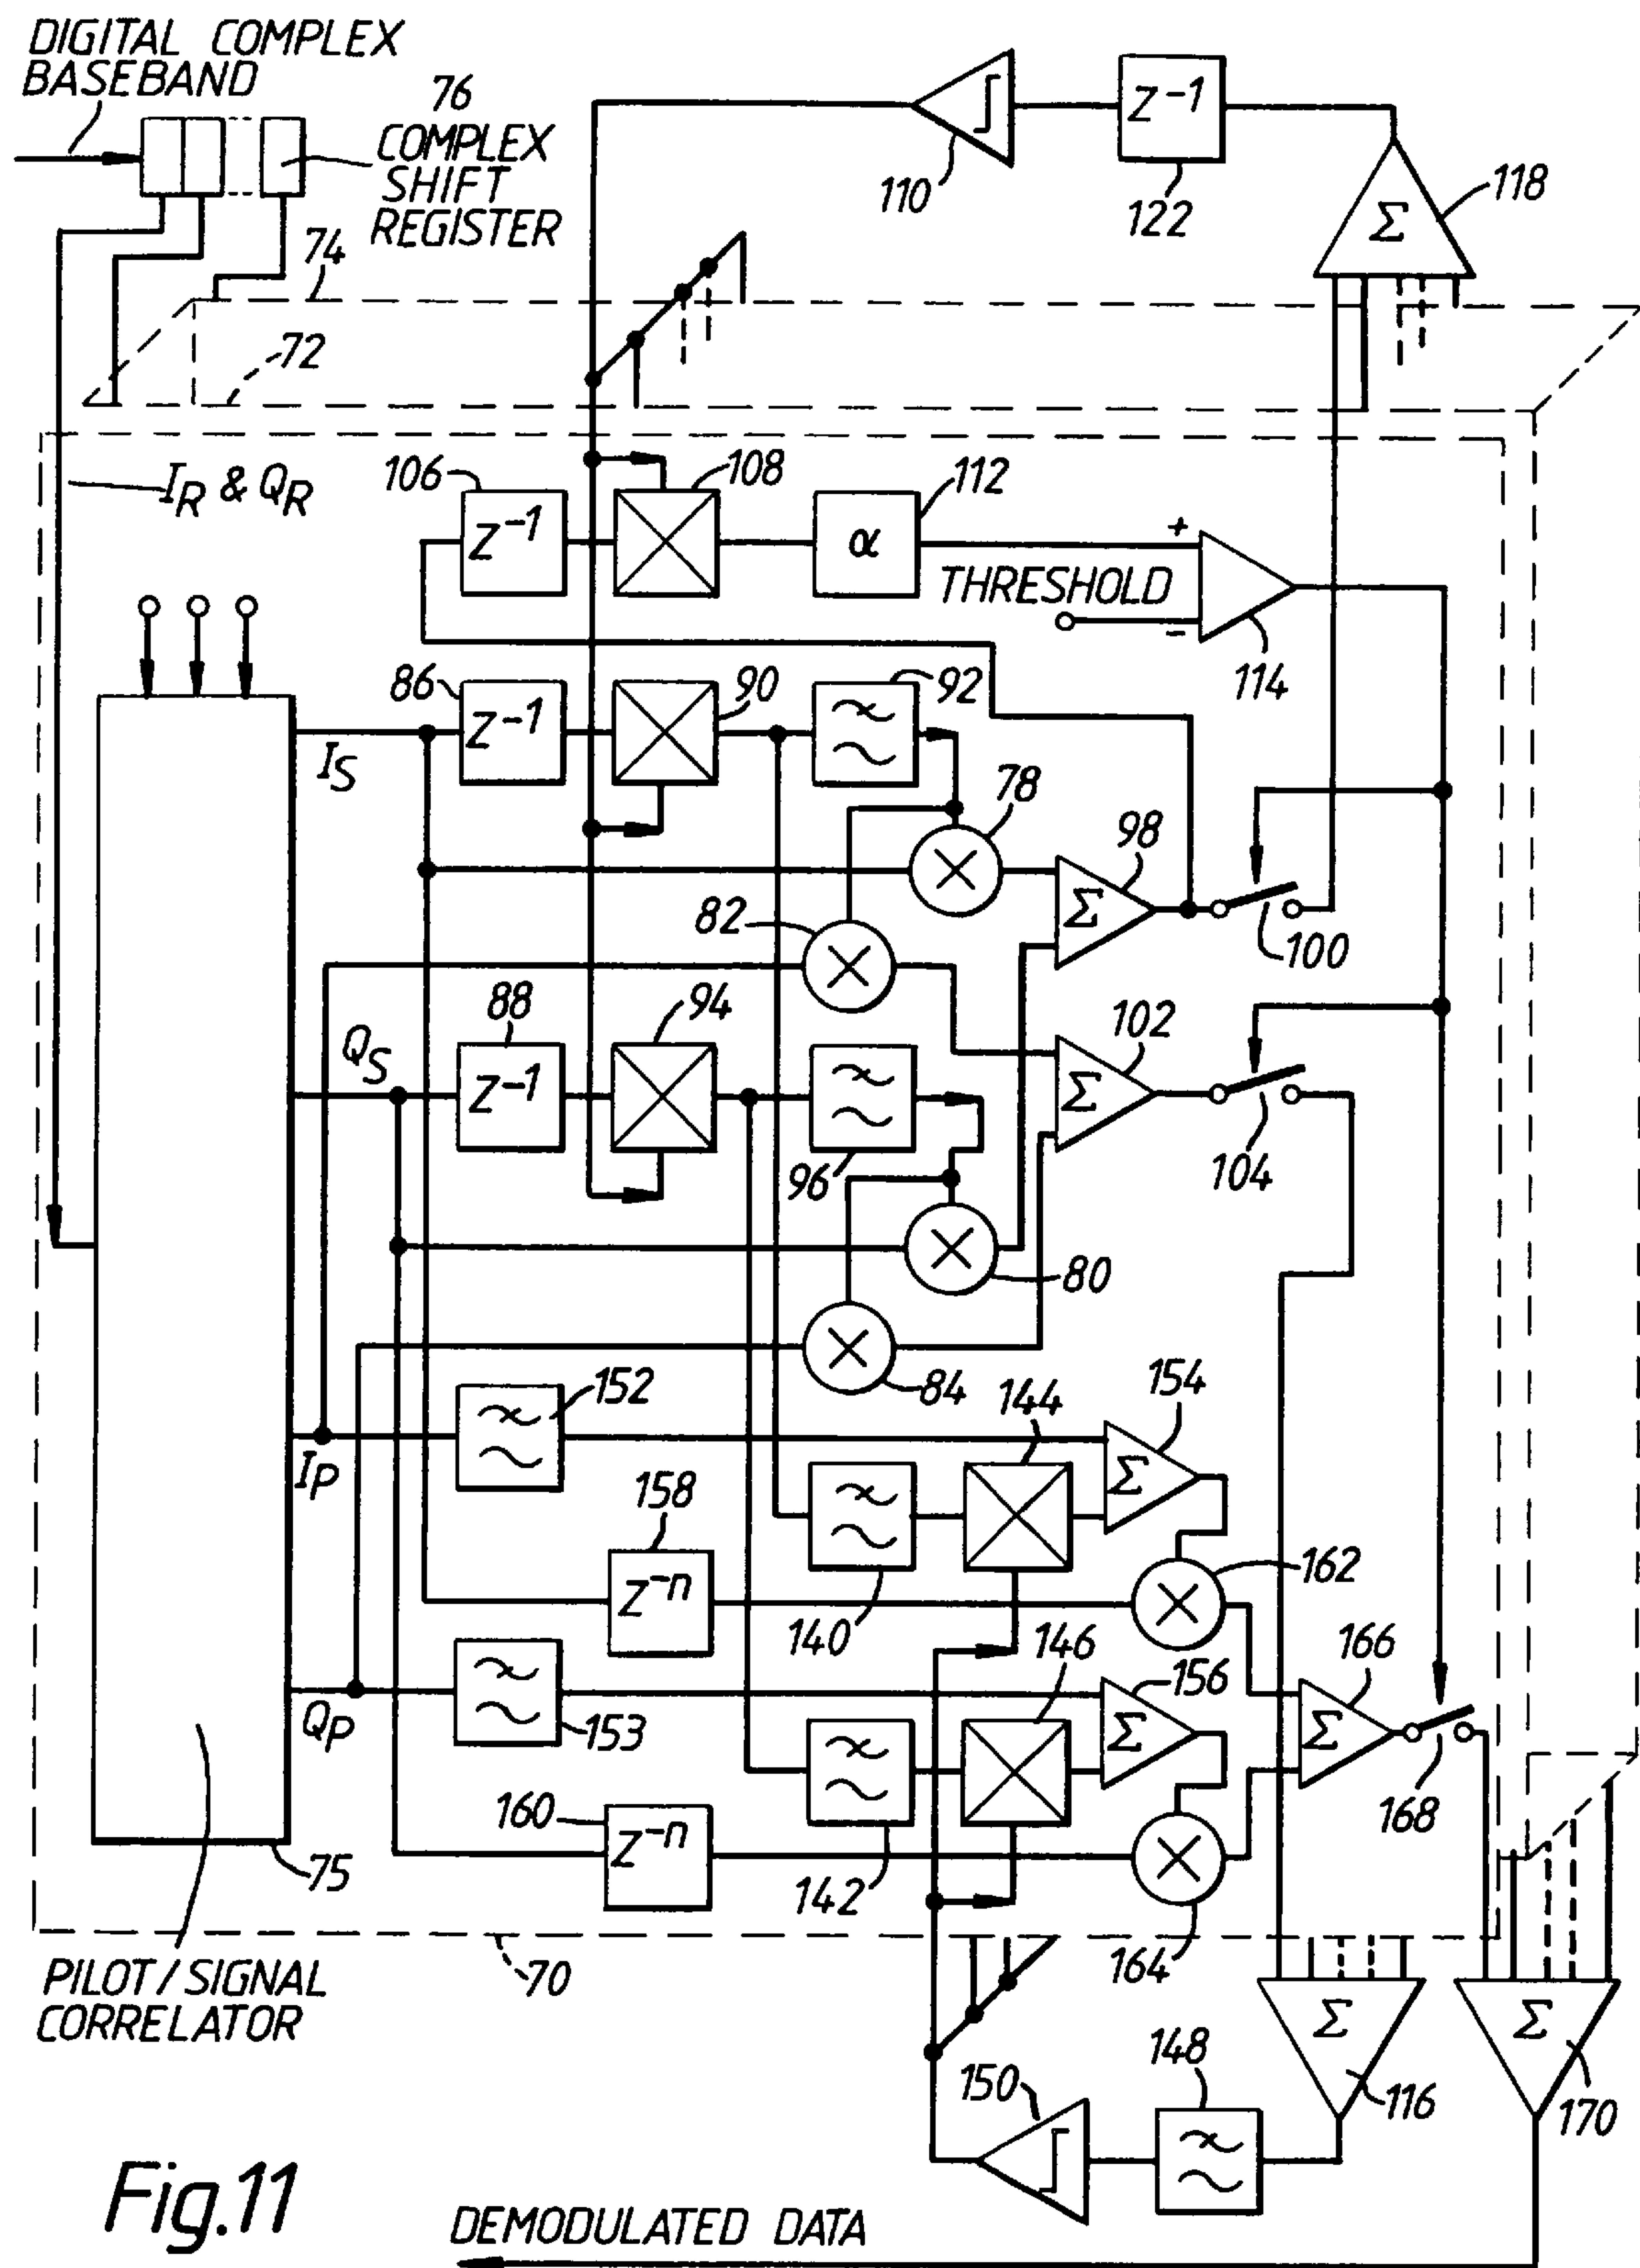 DIGITAL COMPLEX
BASEBAND
76
COMPLEX
SHIFT
REGISTER
110
Z⁻¹
122
Σ
118
74
72
I_R & Q_R
106
Z⁻¹
108
α
112
+
THRESHOLD
−
114
86
Z⁻¹
90
92
I_S
78
98
Σ
82
100
88
94
102
Q_S
Z⁻¹
Σ
96
104
80
84
152
144
154
I_P
Σ
158
Z⁻ⁿ
140
162
146
156
166
Q_P
153
Σ
Σ
168
160
Z⁻ⁿ
75
142
164
70
PILOT/SIGNAL
CORRELATOR
Σ
Σ
148
150
116
170
Fig.11
DEMODULATED DATA